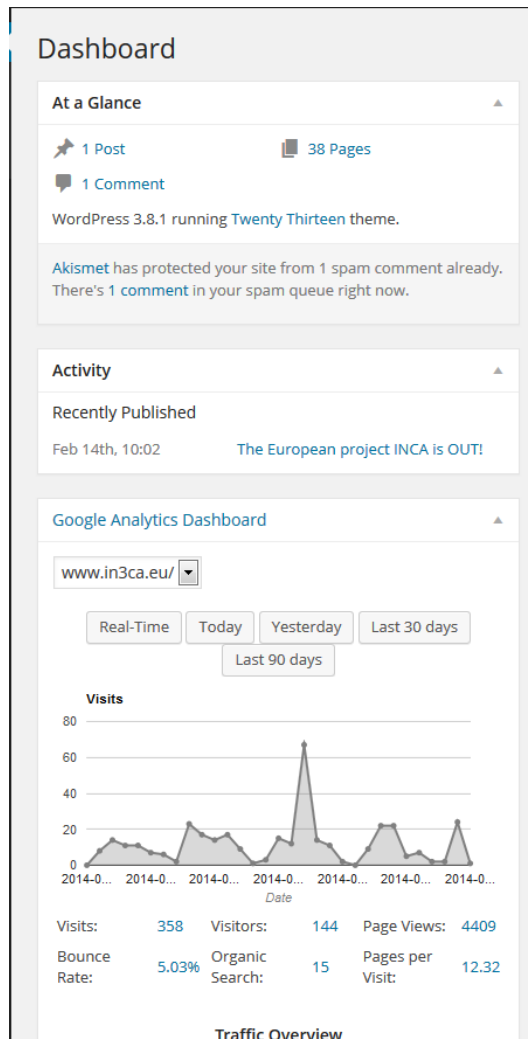 Dashboard
At a Glance
1 Post
38 Pages
1 Comment
WordPress 3.8.1 running Twenty Thirteen theme.
Akismet has protected your site from 1 spam comment already.
There's 1 comment in your spam queue right now.
Activity
Recently Published
Feb 14th, 10:02 The European project INCA is OUT!
Google Analytics Dashboard
www.in3ca.eu/
Real-Time Today Yesterday Last 30 days
Last 90 days
Visits
80
60
40
20
0
2014-0... 2014-0... 2014-0... 2014-0... 2014-0... 2014-0... 2014-0...
Date
Visits: 358 Visitors: 144 Page Views: 4409
Bounce Rate: 5.03% Organic Search: 15 Pages per Visit: 12.32
Traffic Overview